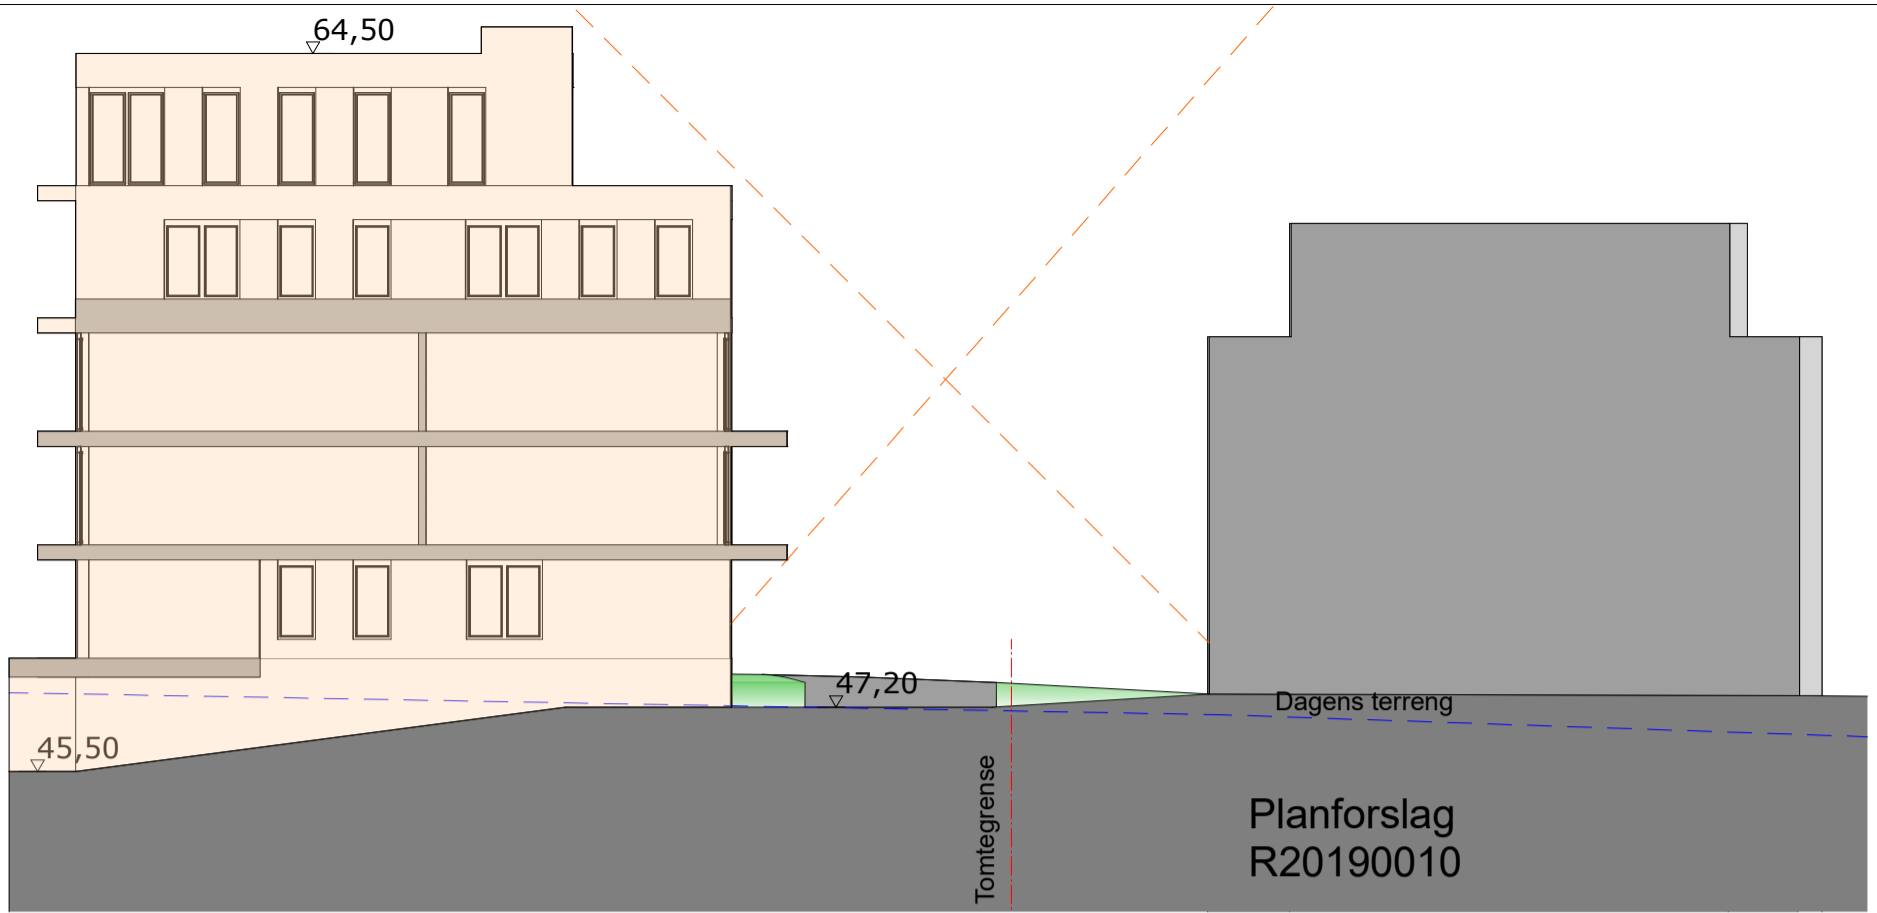 64,50
47,20
Dagens terreng
45,50
Tomtegrense
Planforslag
R20190010